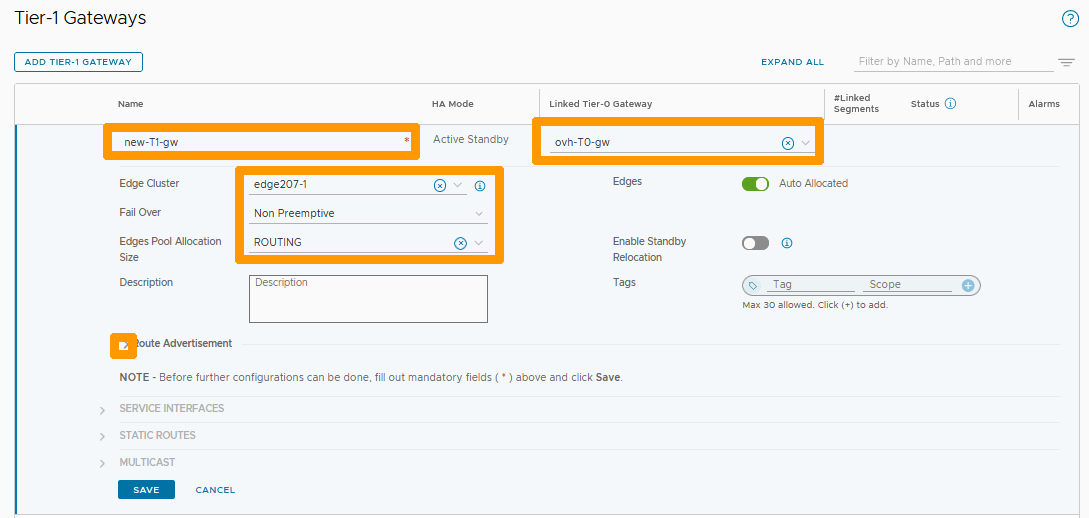 Tier-1 Gateways
ADD TIER-1 GATEWAY
EXPAND ALL
Filter by Name, Path and more
Name HA Mode Linked Tier-0 Gateway #Linked Segments Status Alarms
new-T1-gw * Active Standby ovh-T0-gw
Edge Cluster edge207-1 Edges Auto Allocated
Fail Over Non Preemptive
Edges Pool Allocation Size ROUTING Enable Standby Relocation
Description Description Tags Tag Scope
Max 30 allowed. Click (+) to add.
Route Advertisement
NOTE - Before further configurations can be done, fill out mandatory fields ( * ) above and click Save.
SERVICE INTERFACES
STATIC ROUTES
MULTICAST
SAVE CANCEL